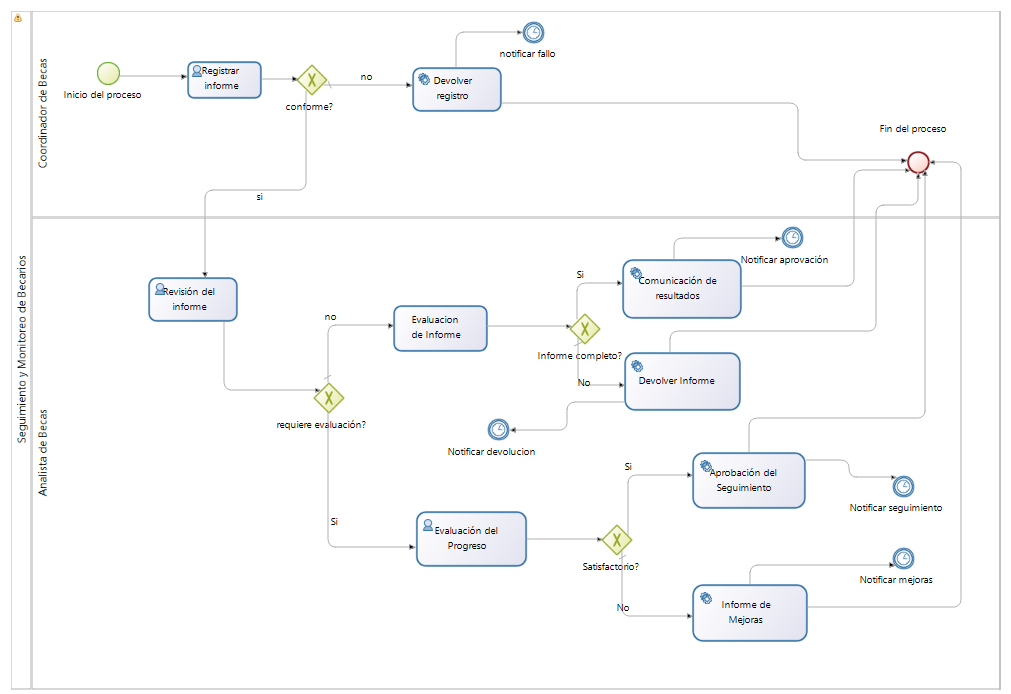 Seguimiento y Monitoreo de Becarios
Coordinador de Becas
Inicio del proceso
Registrar
informe
conforme?
no
Devolver
registro
notificar fallo
Fin del proceso
si
Analista de Becas
Revisión del
informe
requiere evaluación?
no
Evaluacion
de Informe
Informe completo?
Si
Comunicación de
resultados
Notificar aprovación
No
Devolver Informe
Notificar devolucion
Si
Evaluación del
Progreso
Satisfactorio?
Si
Aprobación del
Seguimiento
Notificar seguimiento
No
Informe de
Mejoras
Notificar mejoras